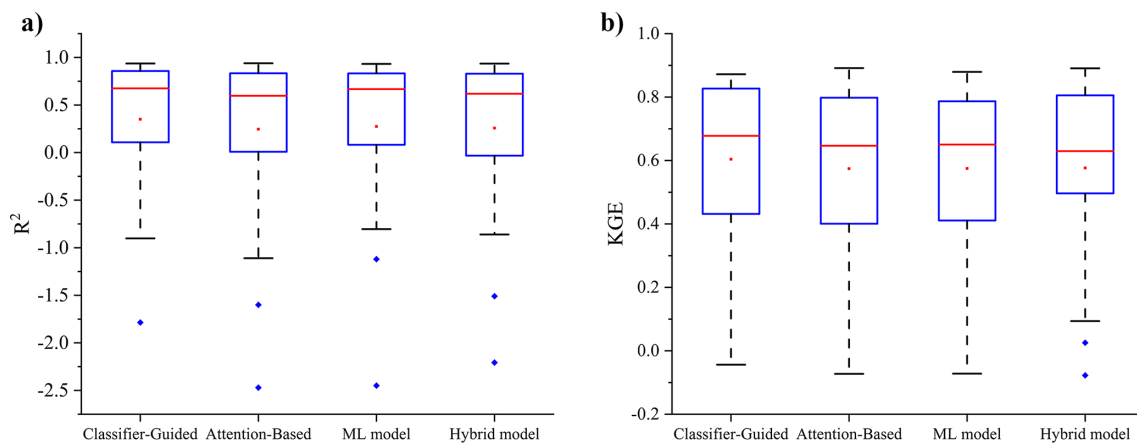 a)
R²
1.0
0.5
0.0
-0.5
-1.0
-1.5
-2.0
-2.5
Classifier-Guided Attention-Based ML model Hybrid model
b)
KGE
1.0
0.8
0.6
0.4
0.2
0.0
-0.2
Classifier-Guided Attention-Based ML model Hybrid model